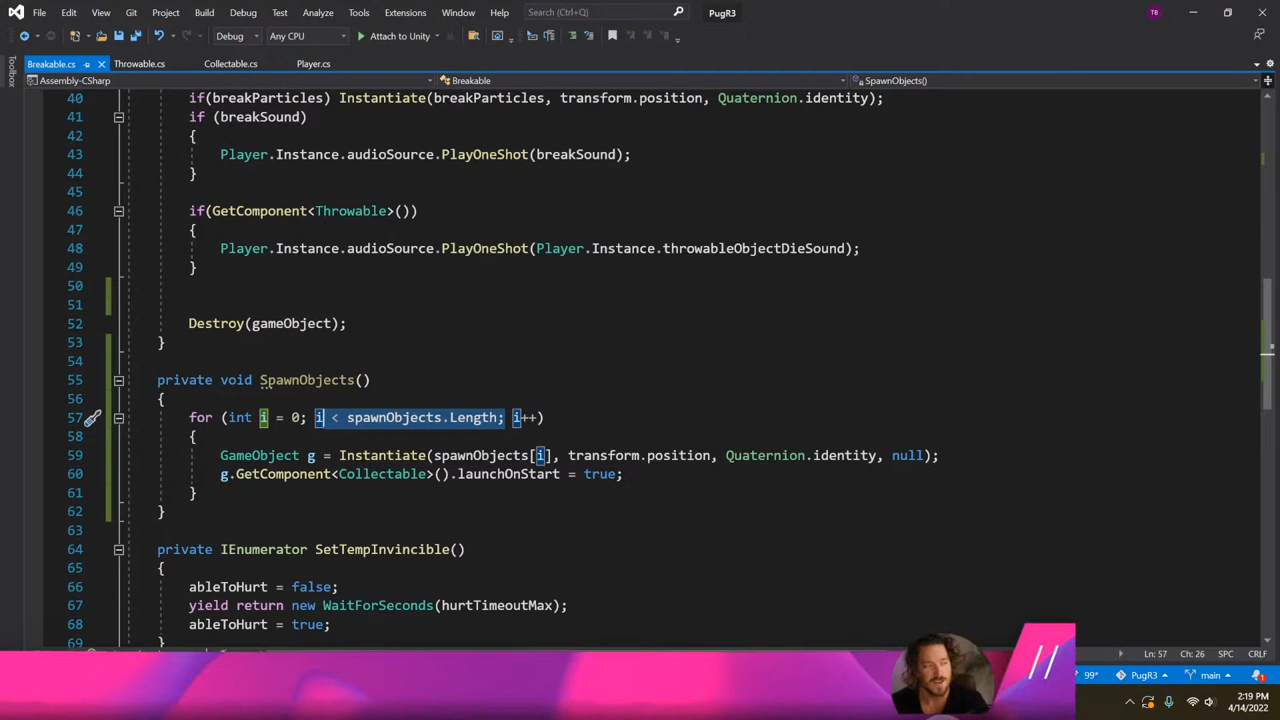 File Edit View Git Project Build Debug Test Analyze Tools Extensions Window Help Search (Ctrl+Q) PugR3 TB
Debug Any CPU Attach to Unity
Toolbox
Breakable.cs Throwable.cs Collectable.cs Player.cs
Assembly-CSharp Breakable SpawnObjects()
40 if(breakParticles) Instantiate(breakParticles, transform.position, Quaternion.identity);
41 if (breakSound)
42 {
43 Player.Instance.audioSource.PlayOneShot(breakSound);
44 }
45
46 if(GetComponent<Throwable>())
47 {
48 Player.Instance.audioSource.PlayOneShot(Player.Instance.throwableObjectDieSound);
49 }
50
51
52 Destroy(gameObject);
53 }
54
55 private void SpawnObjects()
56 {
57 for (int i = 0; i < spawnObjects.Length; i++)
58 {
59 GameObject g = Instantiate(spawnObjects[i], transform.position, Quaternion.identity, null);
60 g.GetComponent<Collectable>().launchOnStart = true;
61 }
62 }
63
64 private IEnumerator SetTempInvincible()
65 {
66 ableToHurt = false;
67 yield return new WaitForSeconds(hurtTimeoutMax);
68 ableToHurt = true;
69 }
Ln: 57 Ch: 26 SPC CRLF
//
99* PugR3 main 1
2:19 PM
4/14/2022